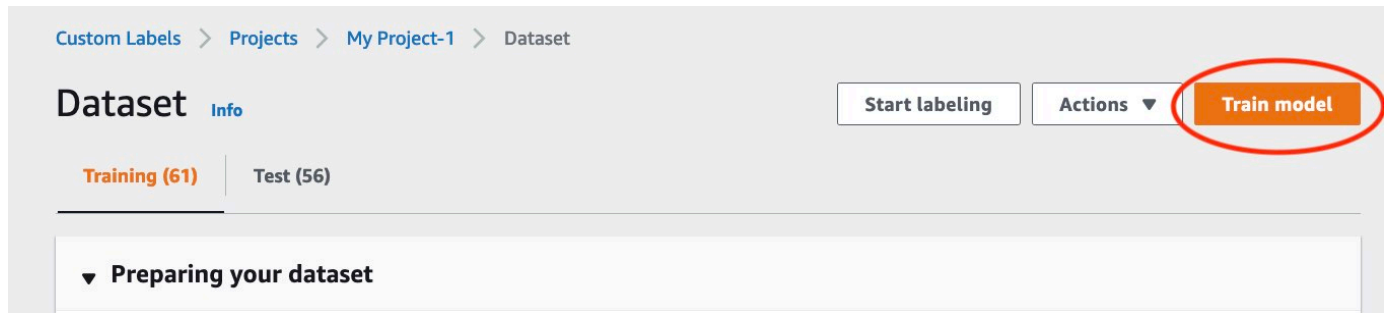 Custom Labels > Projects > My Project-1 > Dataset
Dataset Info
Start labeling Actions ▼ Train model
Training (61) Test (56)
▼ Preparing your dataset